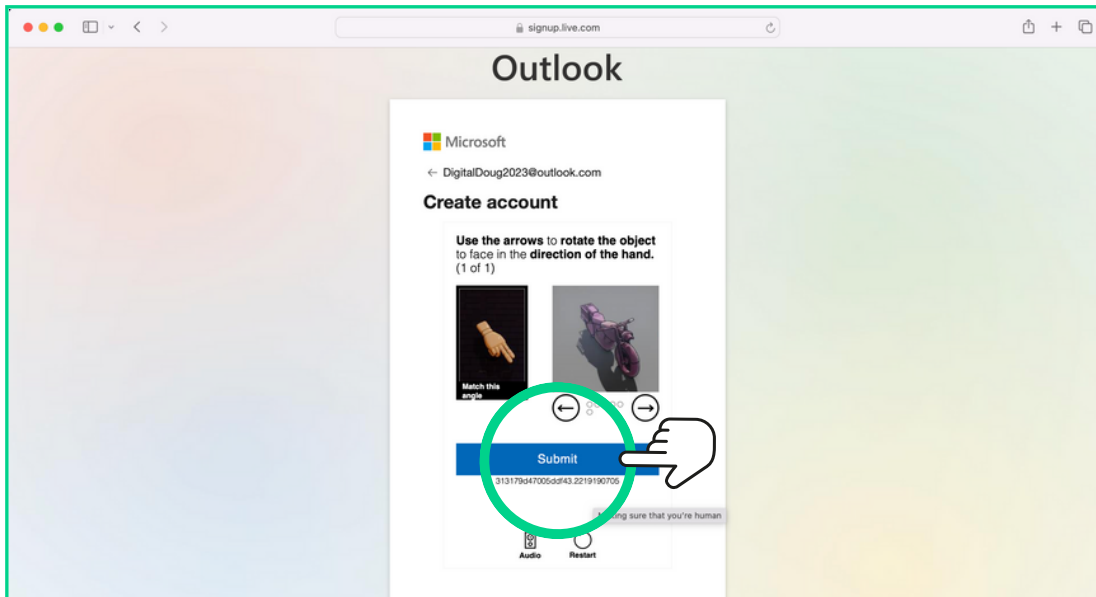 signup.live.com
Outlook
Microsoft
← DigitalDoug2023@outlook.com
Create account
Use the arrows to rotate the object
to face in the direction of the hand.
(1 of 1)
Match this
angle
Submit
313179d47005ddf43.2219190705
sure that you're human
Audio
Restart